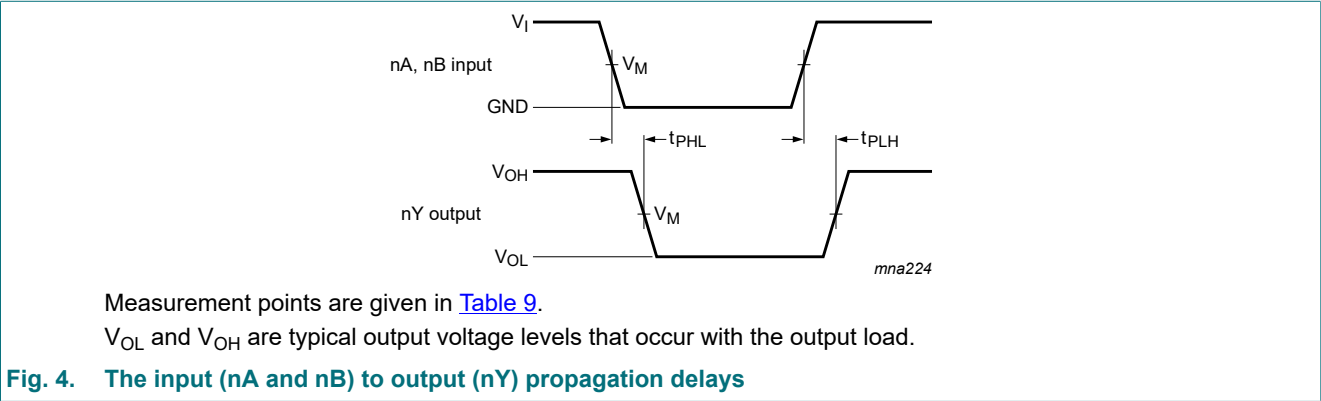 VI
nA, nB input
VM
GND
tPHL
tPLH
VOH
nY output
VM
VOL
mna224
Measurement points are given in Table 9.
VOL and VOH are typical output voltage levels that occur with the output load.
Fig. 4. The input (nA and nB) to output (nY) propagation delays